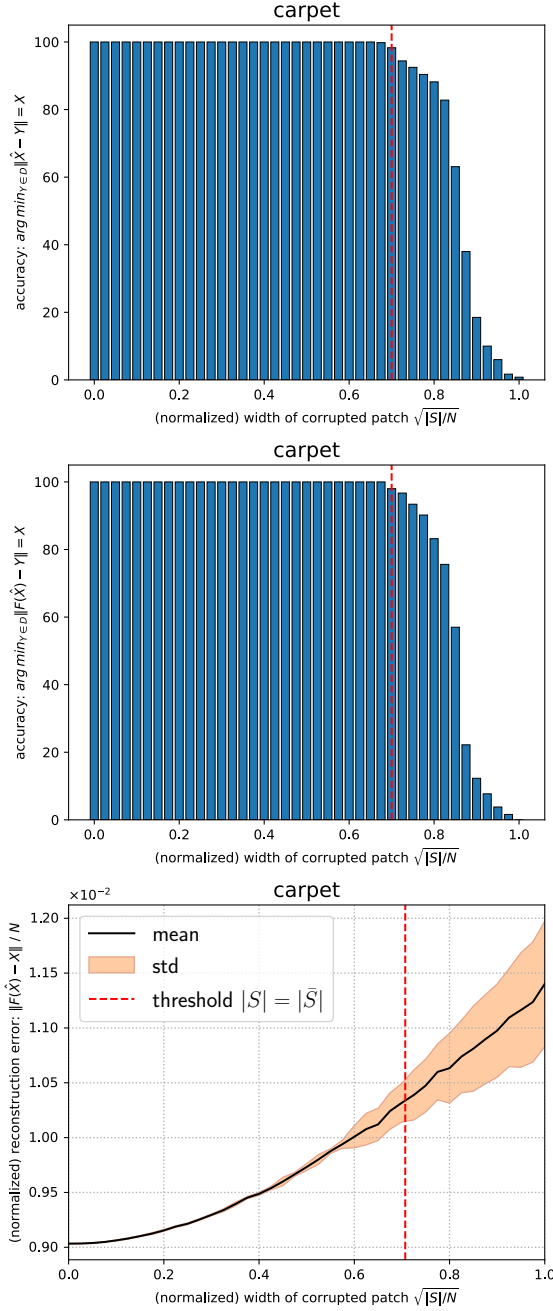 carpet
100
80
60
40
20
0
accuracy: arg min_{Y∈D}‖X̂ − Y‖ = X
0.0 0.2 0.4 0.6 0.8 1.0
(normalized) width of corrupted patch √|S|/N
carpet
100
80
60
40
20
0
accuracy: arg min_{Y∈D}‖F(X̂) − Y‖ = X
0.0 0.2 0.4 0.6 0.8 1.0
(normalized) width of corrupted patch √|S|/N
carpet
×10⁻²
1.20
1.15
1.10
1.05
1.00
0.95
0.90
(normalized) reconstruction error: ‖F(X̂) − X‖ / N
mean
std
threshold |S| = |S̄|
0.0 0.2 0.4 0.6 0.8 1.0
(normalized) width of corrupted patch √|S|/N